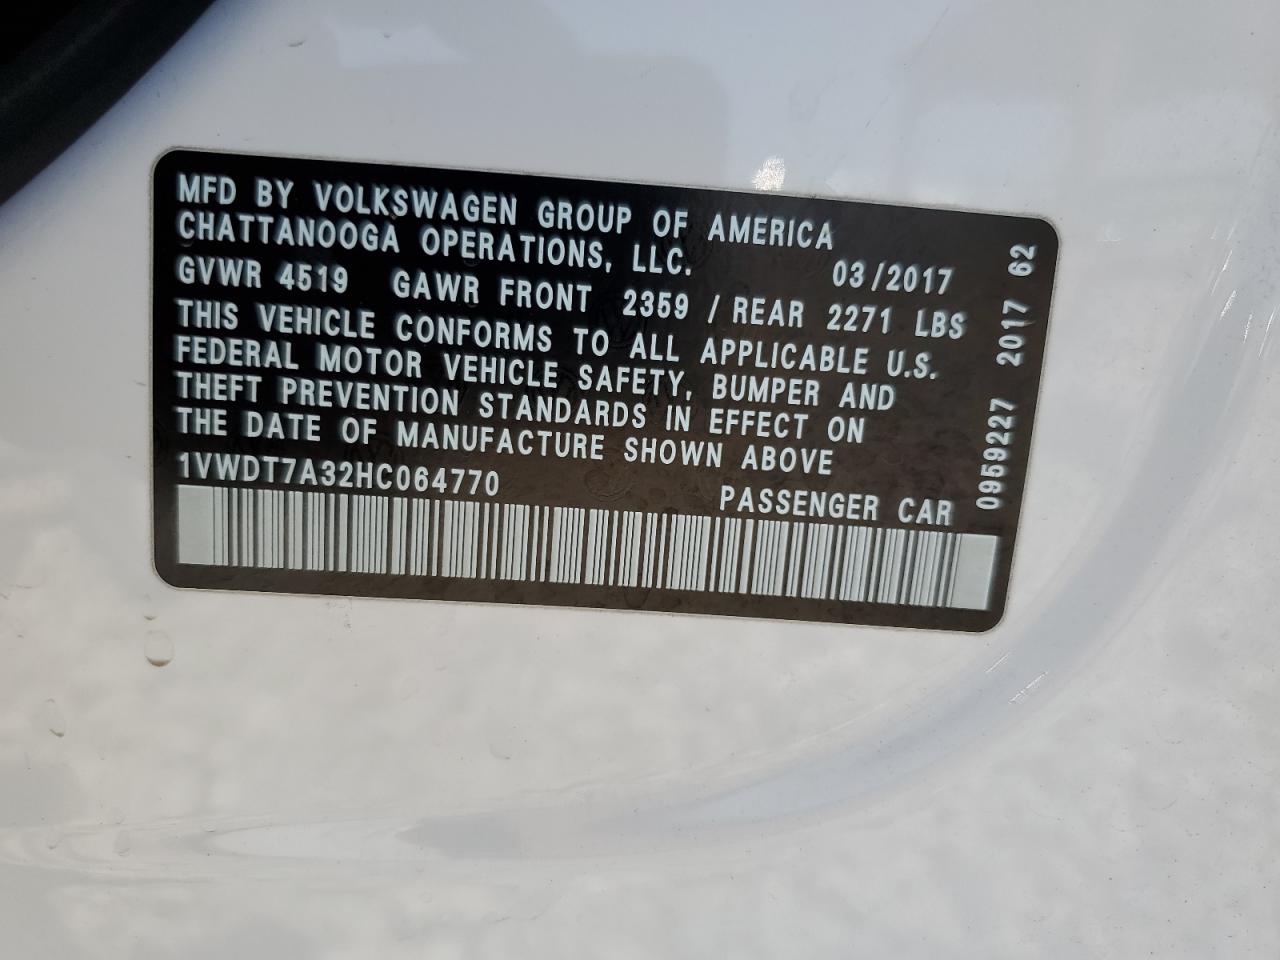 MFD BY VOLKSWAGEN GROUP OF AMERICA
CHATTANOOGA OPERATIONS, LLC. 03/2017
GVWR 4519 GAWR FRONT 2359 / REAR 2271 LBS
THIS VEHICLE CONFORMS TO ALL APPLICABLE U.S.
FEDERAL MOTOR VEHICLE SAFETY, BUMPER AND
THEFT PREVENTION STANDARDS IN EFFECT ON
THE DATE OF MANUFACTURE SHOWN ABOVE
1VWDT7A32HC064770 PASSENGER CAR
0959227 2017 62